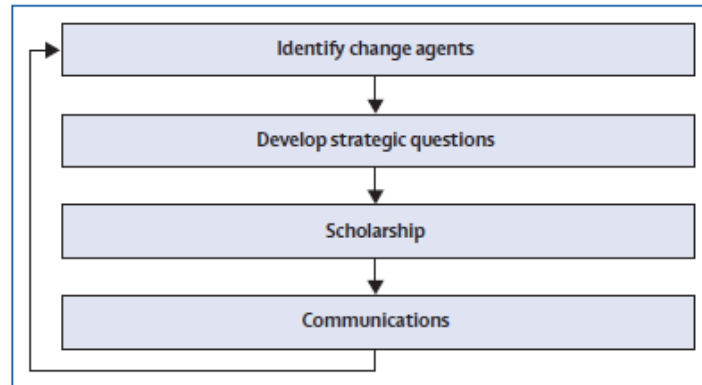 Identify change agents
Develop strategic questions
Scholarship
Communications